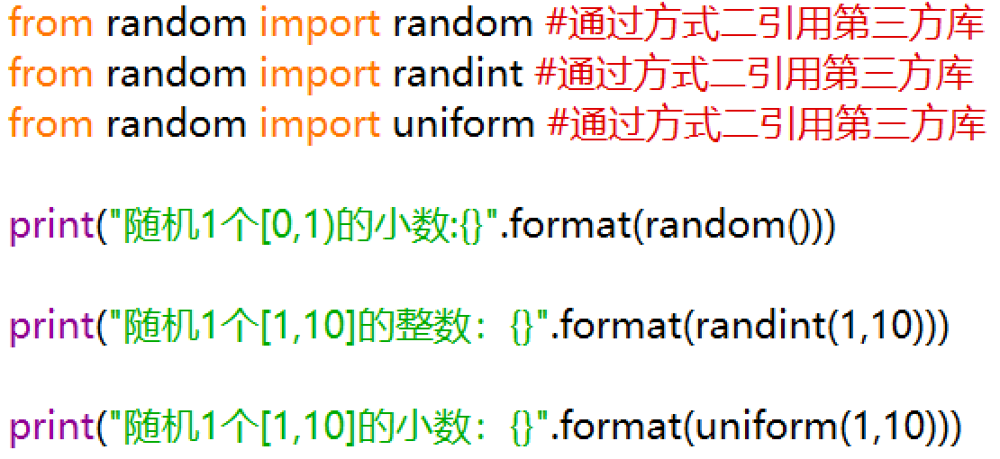 from random import random #通过方式二引用第三方库
from random import randint #通过方式二引用第三方库
from random import uniform #通过方式二引用第三方库
print("随机1个[0,1)的小数:{}".format(random()))
print("随机1个[1,10]的整数：{}".format(randint(1,10)))
print("随机1个[1,10]的小数：{}".format(uniform(1,10)))